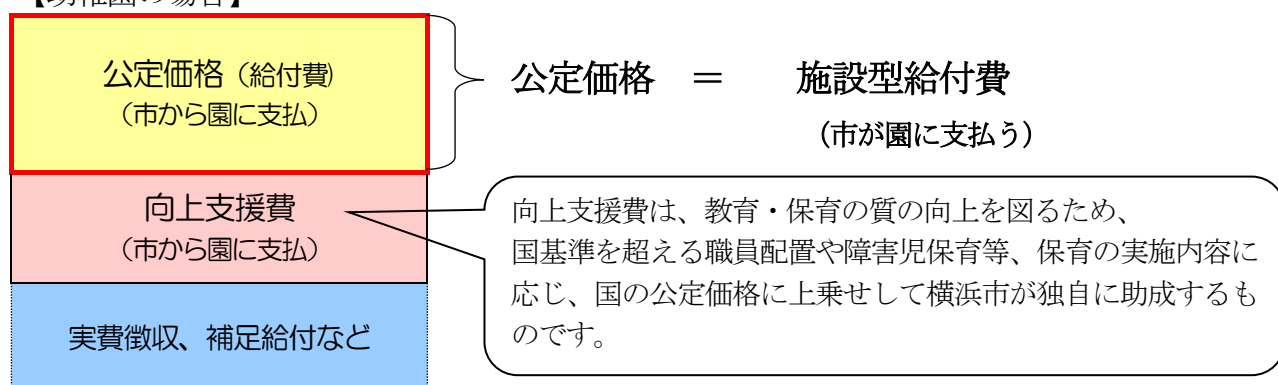 【幼稚園の場合】
公定価格（給付費）
（市から園に支払）
公定価格　＝　施設型給付費
（市が園に支払う）
向上支援費
（市から園に支払）
向上支援費は、教育・保育の質の向上を図るため、
国基準を超える職員配置や障害児保育等、保育の実施内容に
応じ、国の公定価格に上乗せして横浜市が独自に助成するも
のです。
実費徴収、補足給付など